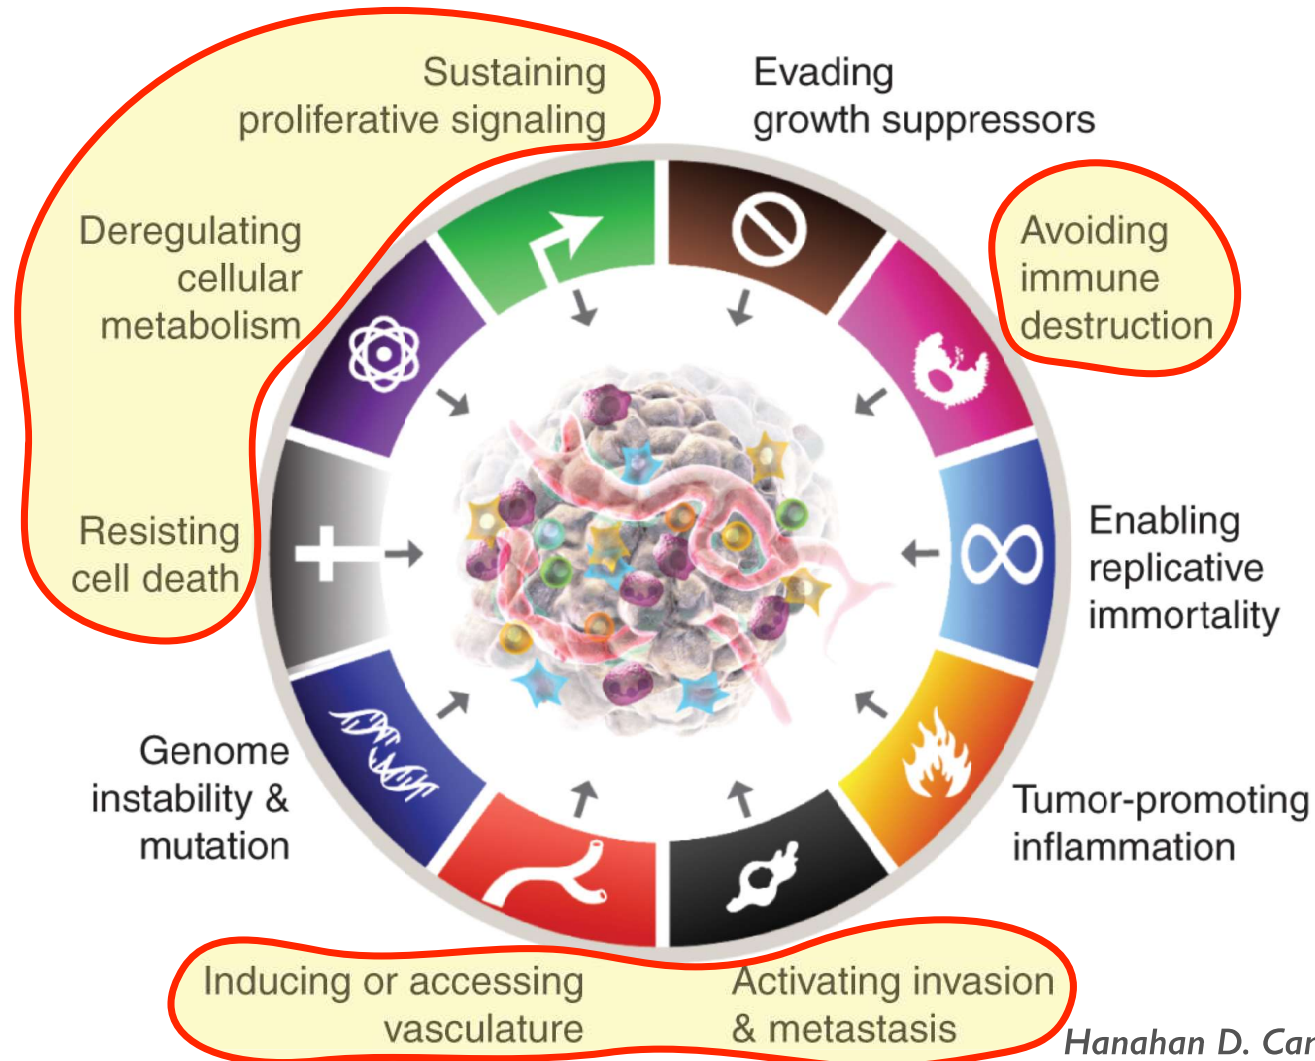 Sustaining
proliferative signaling
Evading
growth suppressors
Deregulating
cellular
metabolism
Avoiding
immune
destruction
Resisting
cell death
Enabling
replicative
immortality
Genome
instability &
mutation
Tumor-promoting
inflammation
Inducing or accessing
vasculature
Activating invasion
& metastasis
Hanahan D.